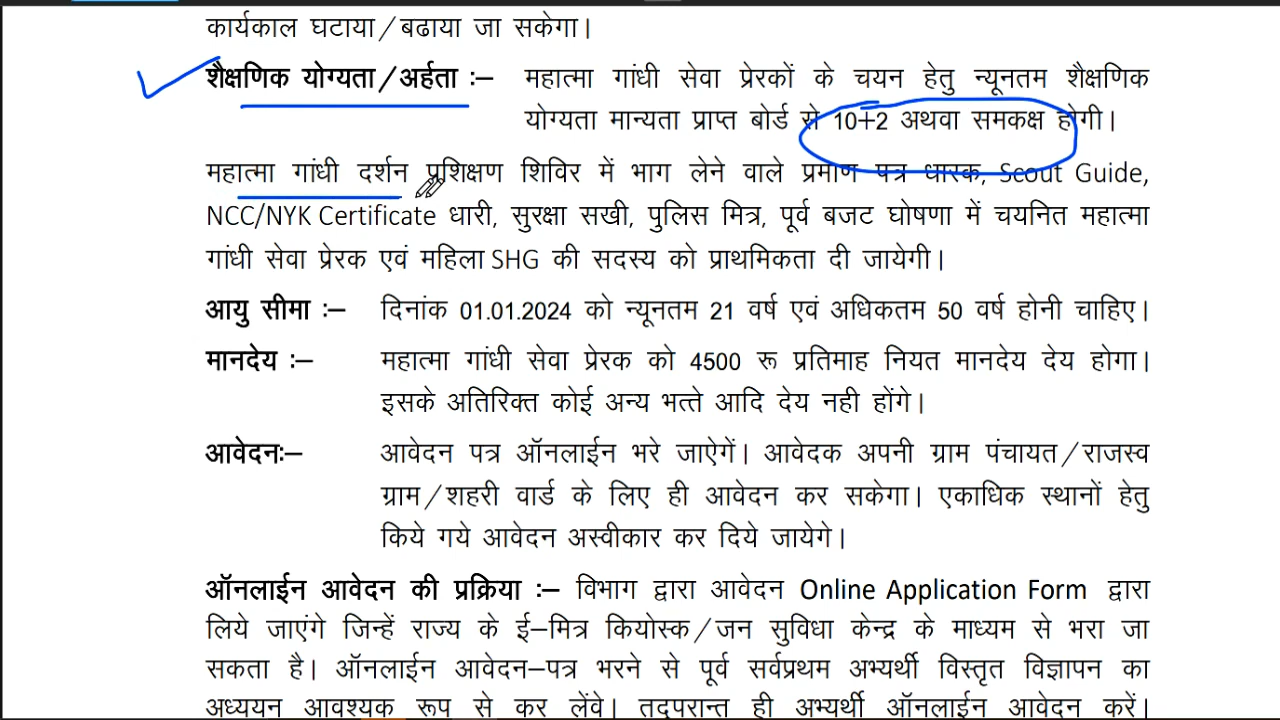 कार्यकाल घटाया/बढाया जा सकेगा।
शैक्षणिक योग्यता/अर्हता :– महात्मा गांधी सेवा प्रेरकों के चयन हेतु न्यूनतम शैक्षणिक
योग्यता मान्यता प्राप्त बोर्ड से 10+2 अथवा समकक्ष होगी।
महात्मा गांधी दर्शन प्रशिक्षण शिविर में भाग लेने वाले प्रमाण पत्र धारक, Scout Guide,
NCC/NYK Certificate धारी, सुरक्षा सखी, पुलिस मित्र, पूर्व बजट घोषणा में चयनित महात्मा
गांधी सेवा प्रेरक एवं महिला SHG की सदस्य को प्राथमिकता दी जायेगी।
आयु सीमा :– दिनांक 01.01.2024 को न्यूनतम 21 वर्ष एवं अधिकतम 50 वर्ष होनी चाहिए।
मानदेय :– महात्मा गांधी सेवा प्रेरक को 4500 रू प्रतिमाह नियत मानदेय देय होगा।
इसके अतिरिक्त कोई अन्य भत्ते आदि देय नही होंगे।
आवेदनः– आवेदन पत्र ऑनलाईन भरे जाऐगें। आवेदक अपनी ग्राम पंचायत/राजस्व
ग्राम/शहरी वार्ड के लिए ही आवेदन कर सकेगा। एकाधिक स्थानों हेतु
किये गये आवेदन अस्वीकार कर दिये जायेगे।
ऑनलाईन आवेदन की प्रक्रिया :– विभाग द्वारा आवेदन Online Application Form द्वारा
लिये जाएंगे जिन्हें राज्य के ई–मित्र कियोस्क/जन सुविधा केन्द्र के माध्यम से भरा जा
सकता है। ऑनलाईन आवेदन–पत्र भरने से पूर्व सर्वप्रथम अभ्यर्थी विस्तृत विज्ञापन का
अध्ययन आवश्यक रूप से कर लेंवे। तदपरान्त ही अभ्यर्थी ऑनलाईन आवेदन करें।